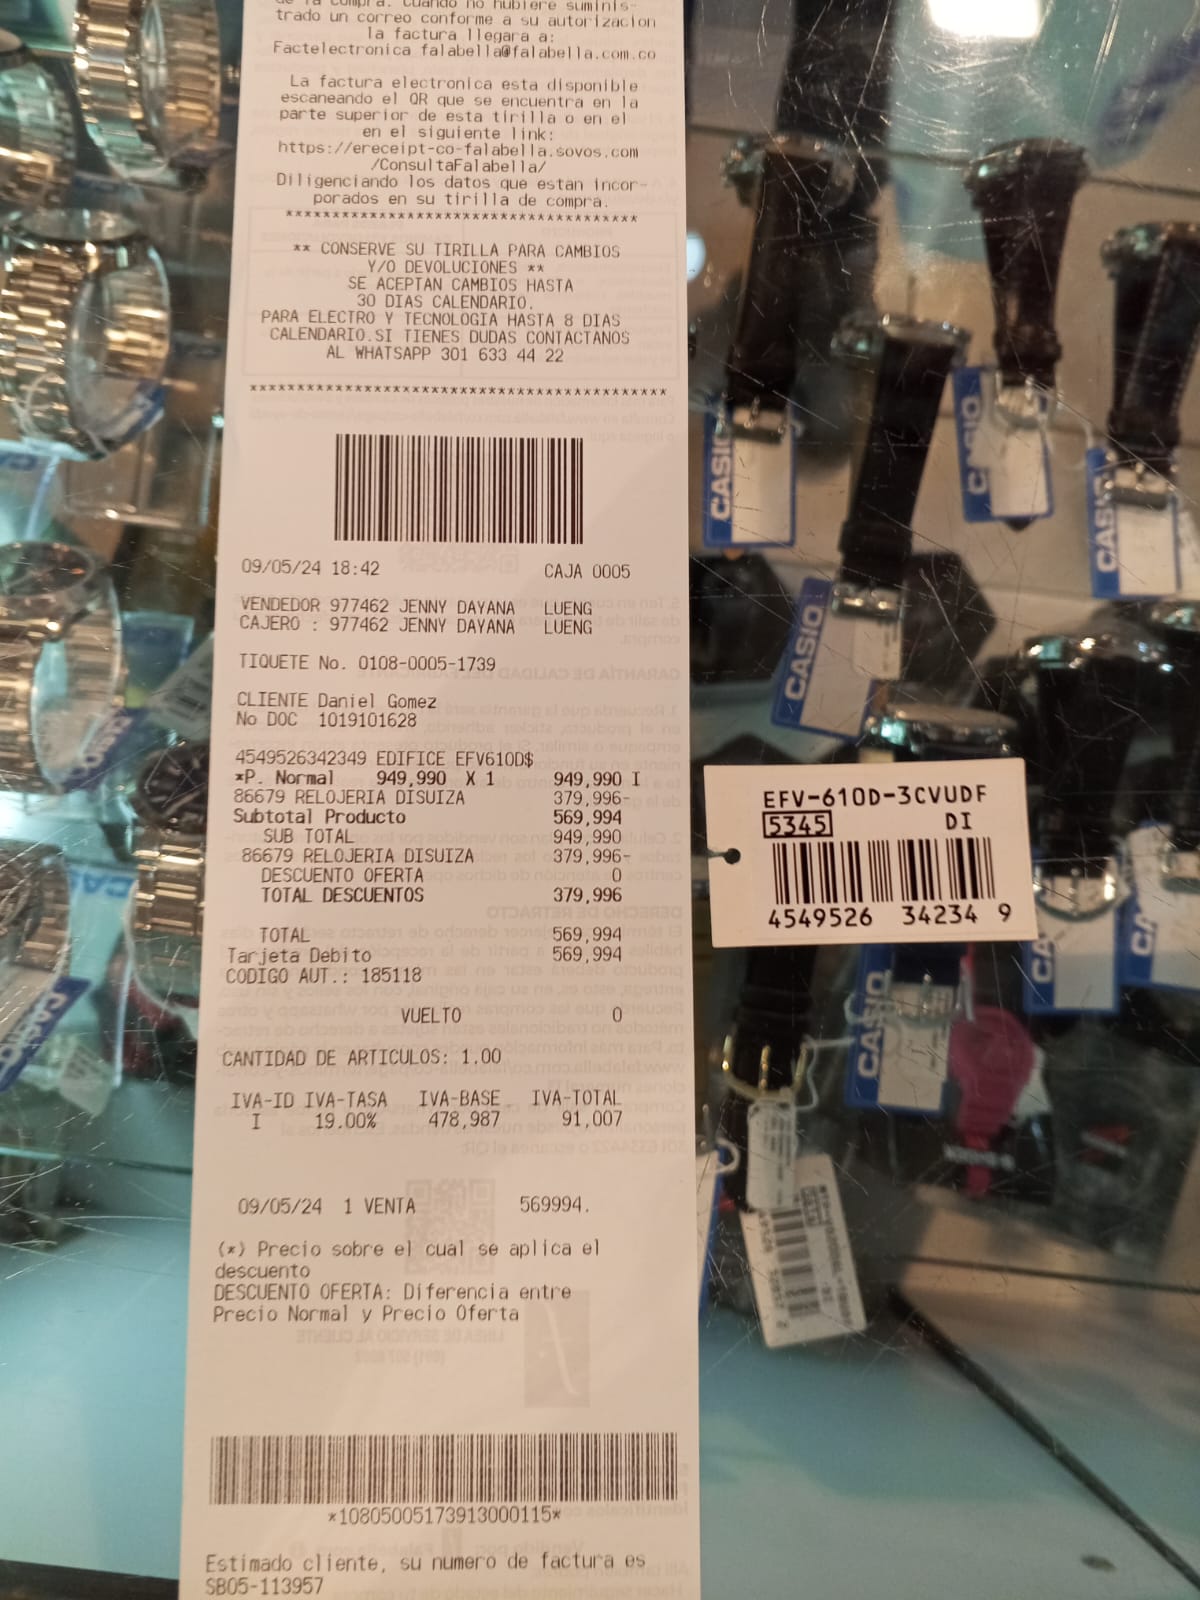 de la compra. Cuando no hubiere suminis-
trado un correo conforme a su autorizacion
la factura llegara a:
Factelectronica_falabella@falabella.com.co
La factura electronica esta disponible
escaneando el QR que se encuentra en la
parte superior de esta tirilla o en el
en el siguiente link:
https://ereceipt-co-falabella.sovos.com
/ConsultaFalabella/
Diligenciando los datos que estan incor-
porados en su tirilla de compra.
****************************************
** CONSERVE SU TIRILLA PARA CAMBIOS
Y/O DEVOLUCIONES **
SE ACEPTAN CAMBIOS HASTA
30 DIAS CALENDARIO.
PARA ELECTRO Y TECNOLOGIA HASTA 8 DIAS
CALENDARIO.SI TIENES DUDAS CONTACTANOS
AL WHATSAPP 301 633 44 22
********************************************
09/05/24 18:42 CAJA 0005
VENDEDOR 977462 JENNY DAYANA LUENG
CAJERO : 977462 JENNY DAYANA LUENG
TIQUETE No. 0108-0005-1739
CLIENTE Daniel Gomez
No DOC 1019101628
4549526342349 EDIFICE EFV610D$
*P. Normal 949,990 X 1 949,990 I
86679 RELOJERIA DISUIZA 379,996-
Subtotal Producto 569,994
SUB TOTAL 949,990
86679 RELOJERIA DISUIZA 379,996-
DESCUENTO OFERTA 0
TOTAL DESCUENTOS 379,996
TOTAL 569,994
Tarjeta Debito 569,994
CODIGO AUT.: 185118
VUELTO 0
CANTIDAD DE ARTICULOS: 1.00
IVA-ID IVA-TASA IVA-BASE IVA-TOTAL
I 19.00% 478,987 91,007
09/05/24 1 VENTA 569994.
(*) Precio sobre el cual se aplica el
descuento
DESCUENTO OFERTA: Diferencia entre
Precio Normal y Precio Oferta
*10805005173913000115*
Estimado cliente, su numero de factura es
SB05-113957
EFV-610D-3CVUDF
5345 DI
4549526 34234 9
CASIO
CASIO
CASIO
CASIO
CASIO